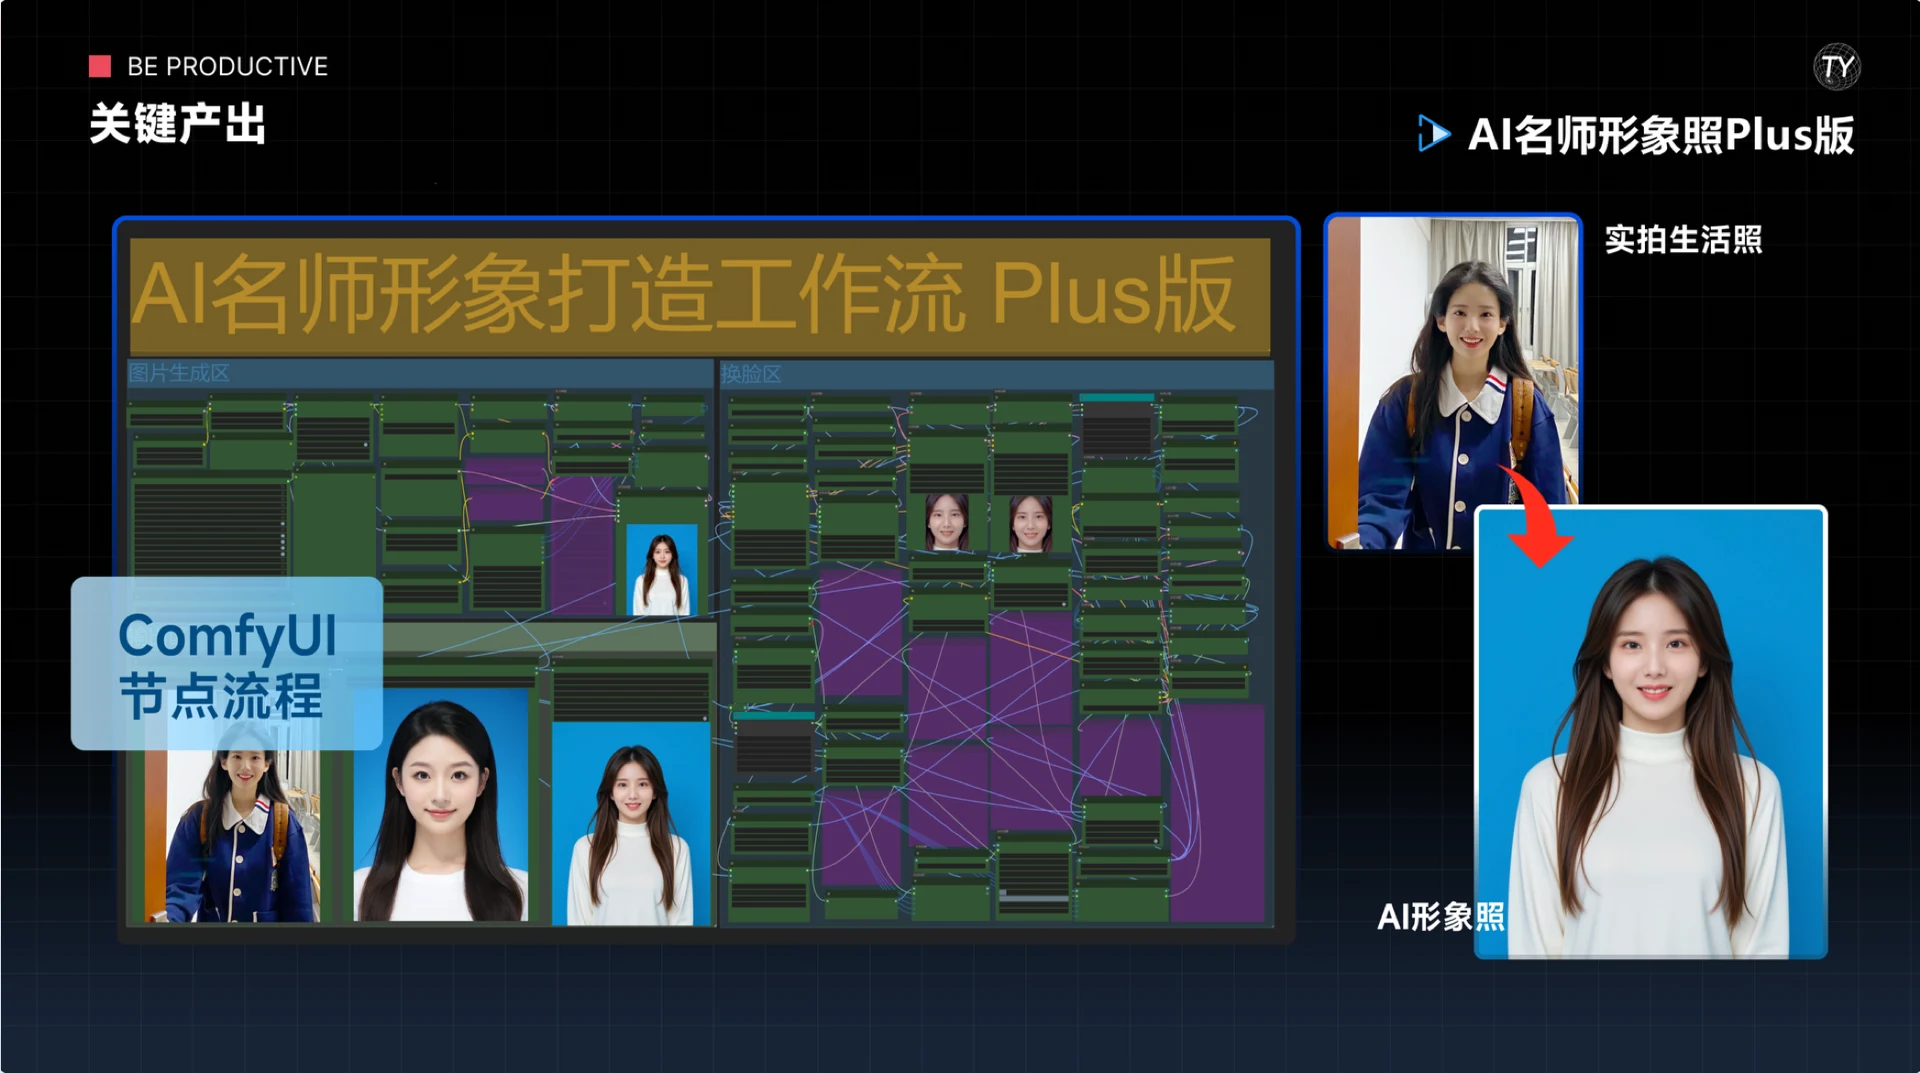 BE PRODUCTIVE
关键产出
TY
AI名师形象照Plus版
AI名师形象打造工作流 Plus版
图片生成区
换脸区
实拍生活照
ComfyUI
节点流程
AI形象照